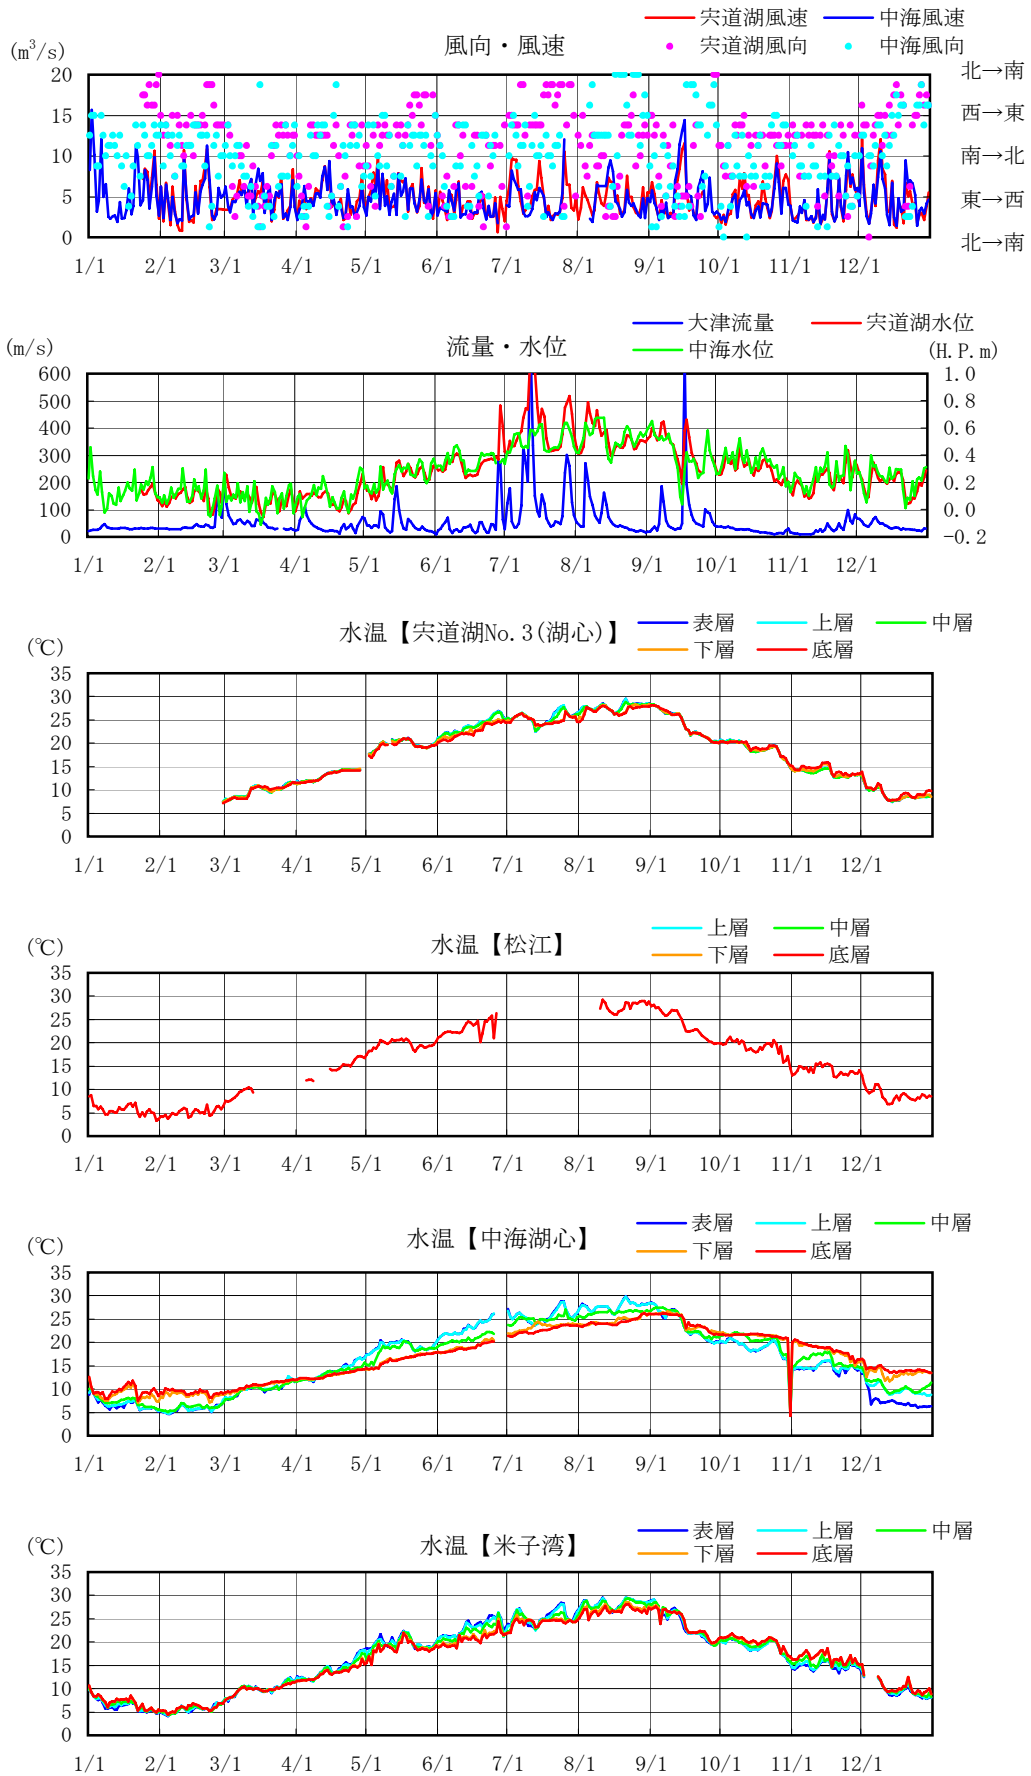 宍道湖風速 中海風速
(m³/s) 風向・風速 宍道湖風向 中海風向
20 北→南
15 西→東
10 南→北
5 東→西
0 北→南
1/1 2/1 3/1 4/1 5/1 6/1 7/1 8/1 9/1 10/1 11/1 12/1
大津流量 宍道湖水位
(m/s) 流量・水位 中海水位 (H.P.m)
600 1.0
500 0.8
400 0.6
300 0.4
200 0.2
100 0.0
0 -0.2
1/1 2/1 3/1 4/1 5/1 6/1 7/1 8/1 9/1 10/1 11/1 12/1
水温【宍道湖No.3(湖心)】 表層 上層 中層
(℃) 下層 底層
35
30
25
20
15
10
5
0
1/1 2/1 3/1 4/1 5/1 6/1 7/1 8/1 9/1 10/1 11/1 12/1
上層 中層
(℃) 水温【松江】 下層 底層
35
30
25
20
15
10
5
0
1/1 2/1 3/1 4/1 5/1 6/1 7/1 8/1 9/1 10/1 11/1 12/1
水温【中海湖心】 表層 上層 中層
(℃) 下層 底層
35
30
25
20
15
10
5
0
1/1 2/1 3/1 4/1 5/1 6/1 7/1 8/1 9/1 10/1 11/1 12/1
水温【米子湾】 表層 上層 中層
(℃) 下層 底層
35
30
25
20
15
10
5
0
1/1 2/1 3/1 4/1 5/1 6/1 7/1 8/1 9/1 10/1 11/1 12/1